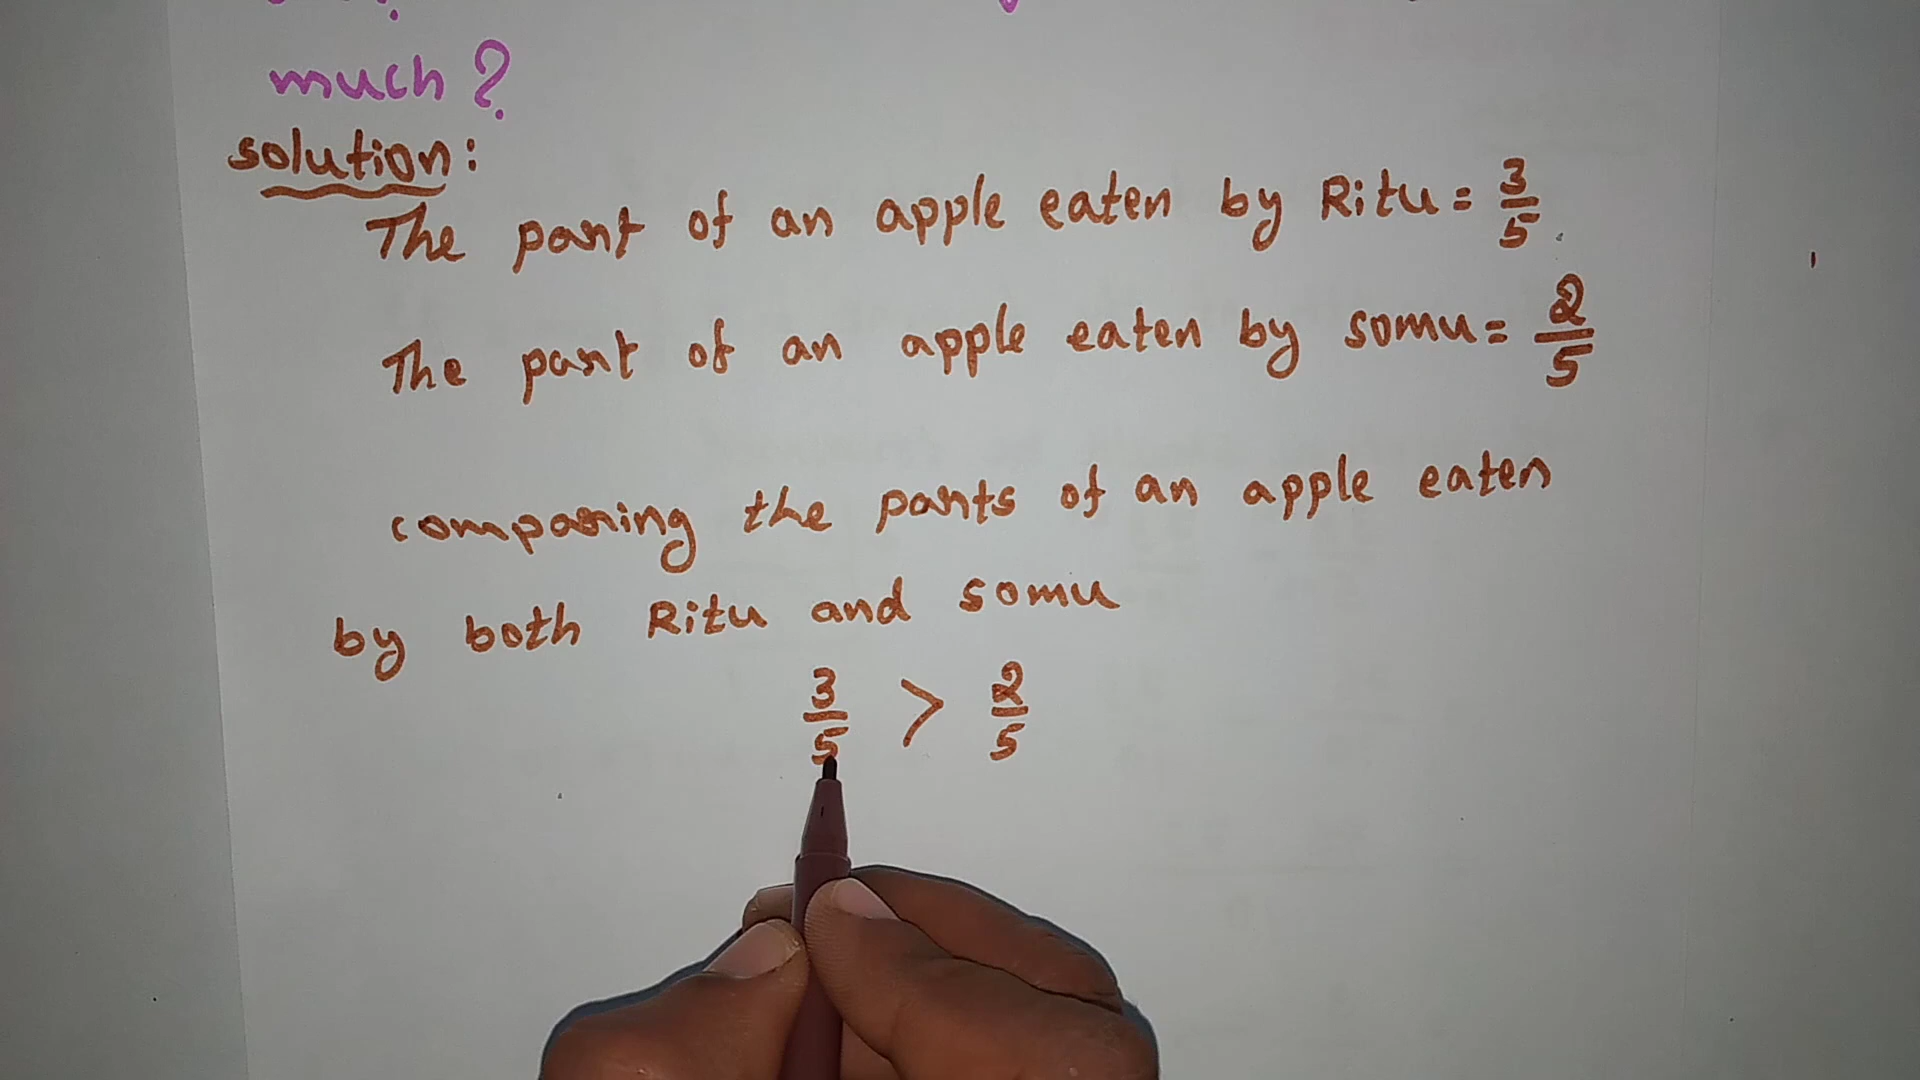 much?
solution:
The part of an apple eaten by Ritu = 3/5.
The part of an apple eaten by somu = 2/5
comparing the parts of an apple eaten
by both Ritu and somu
3/5 > 2/5